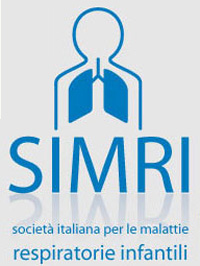 SIMRI
società italiana per le malattie
respiratorie infantili